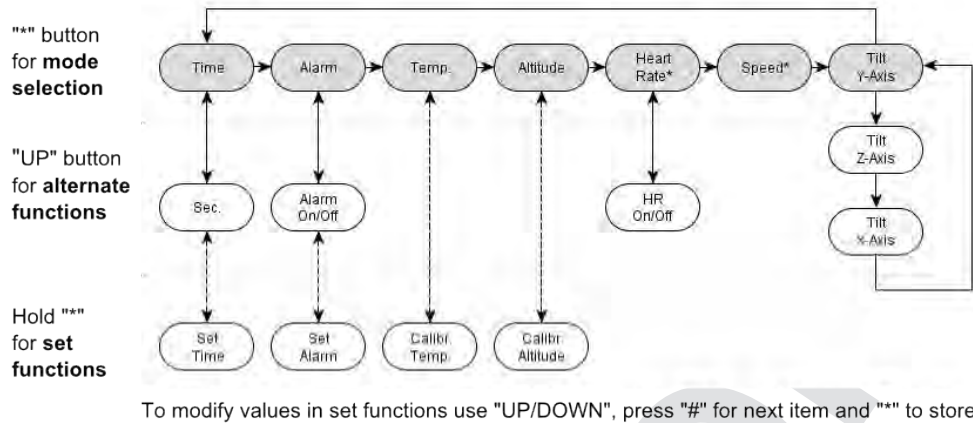 "*" button
for mode
selection
Time
Alarm
Temp.
Altitude
Heart
Rate*
Speed*
Tilt
Y-Axis
"UP" button
for alternate
functions
Sec.
Alarm
On/Off
HR
On/Off
Tilt
Z-Axis
Tilt
X-Axis
Hold "*"
for set
functions
Set
Time
Set
Alarm
Calibr.
Temp.
Calibr.
Altitude
To modify values in set functions use "UP/DOWN", press "#" for next item and "*" to store